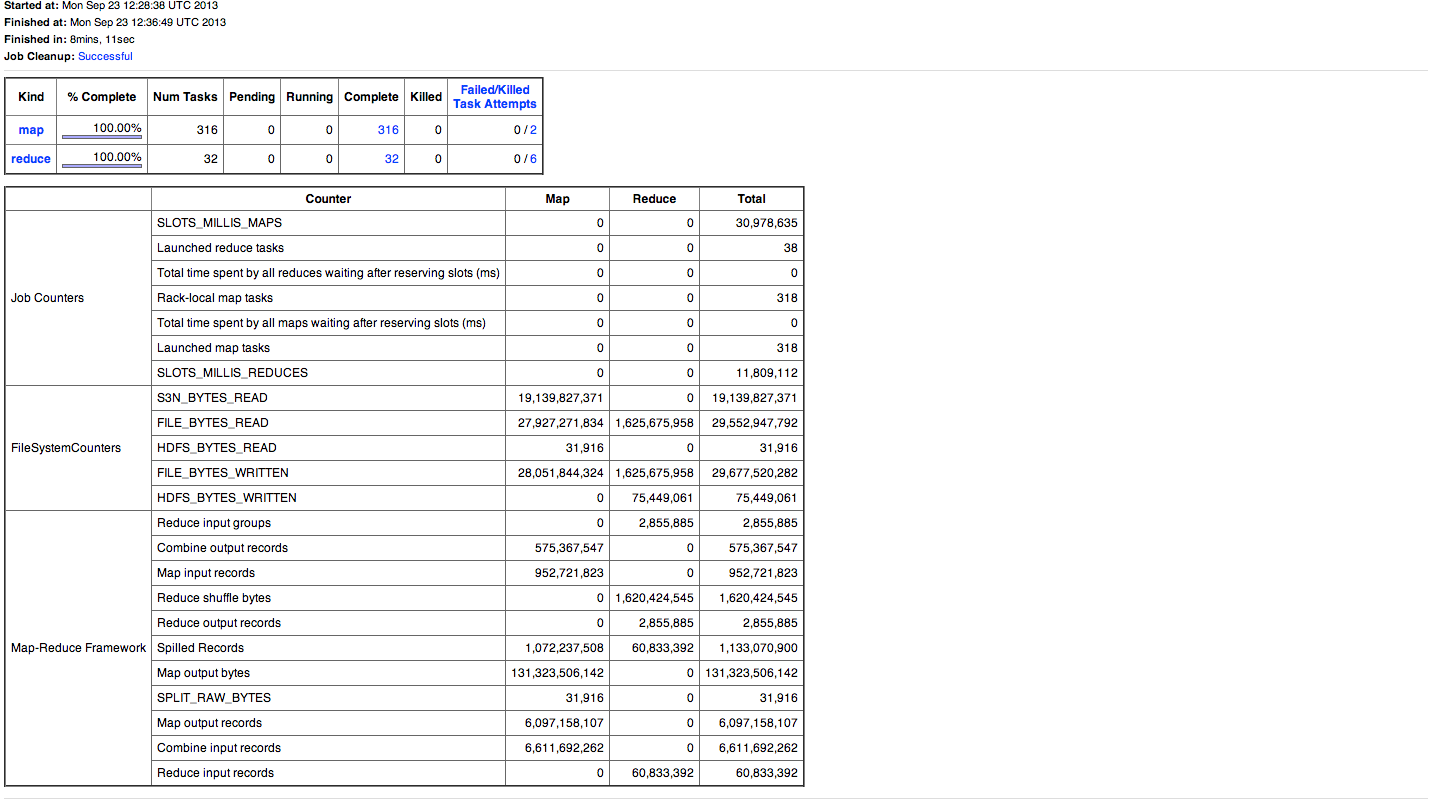 Started at: Mon Sep 23 12:28:38 UTC 2013
Finished at: Mon Sep 23 12:36:49 UTC 2013
Finished in: 8mins, 11sec
Job Cleanup: Successful
Kind % Complete Num Tasks Pending Running Complete Killed Failed/Killed Task Attempts
map 100.00% 316 0 0 316 0 0 / 2
reduce 100.00% 32 0 0 32 0 0 / 6
Counter Map Reduce Total
Job Counters
SLOTS_MILLIS_MAPS 0 0 30,978,635
Launched reduce tasks 0 0 38
Total time spent by all reduces waiting after reserving slots (ms) 0 0 0
Rack-local map tasks 0 0 318
Total time spent by all maps waiting after reserving slots (ms) 0 0 0
Launched map tasks 0 0 318
SLOTS_MILLIS_REDUCES 0 0 11,809,112
FileSystemCounters
S3N_BYTES_READ 19,139,827,371 0 19,139,827,371
FILE_BYTES_READ 27,927,271,834 1,625,675,958 29,552,947,792
HDFS_BYTES_READ 31,916 0 31,916
FILE_BYTES_WRITTEN 28,051,844,324 1,625,675,958 29,677,520,282
HDFS_BYTES_WRITTEN 0 75,449,061 75,449,061
Map-Reduce Framework
Reduce input groups 0 2,855,885 2,855,885
Combine output records 575,367,547 0 575,367,547
Map input records 952,721,823 0 952,721,823
Reduce shuffle bytes 0 1,620,424,545 1,620,424,545
Reduce output records 0 2,855,885 2,855,885
Spilled Records 1,072,237,508 60,833,392 1,133,070,900
Map output bytes 131,323,506,142 0 131,323,506,142
SPLIT_RAW_BYTES 31,916 0 31,916
Map output records 6,097,158,107 0 6,097,158,107
Combine input records 6,611,692,262 0 6,611,692,262
Reduce input records 0 60,833,392 60,833,392